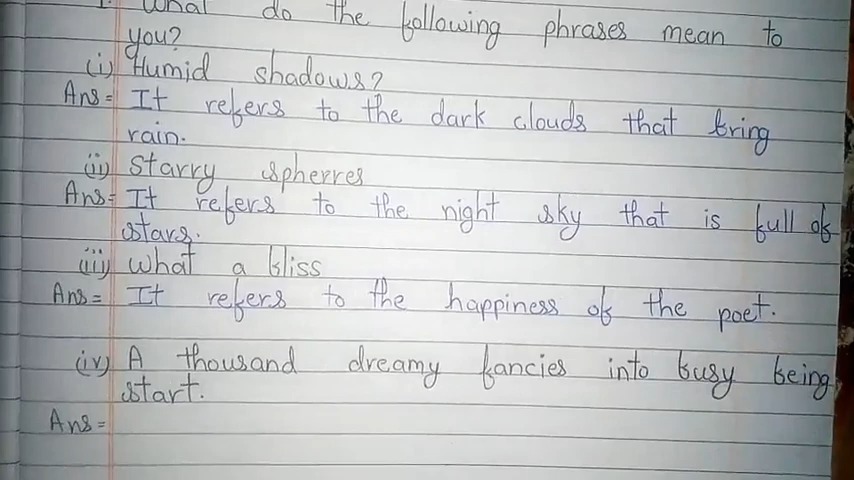 1. What do the following phrases mean to
you?
(i) Humid shadows?
Ans= It refers to the dark clouds that bring
rain.
(ii) Starry spherres
Ans= It refers to the night sky that is full of
stars.
(iii) What a bliss
Ans= It refers to the happiness of the poet.
(iv) A thousand dreamy fancies into busy being
start.
Ans=